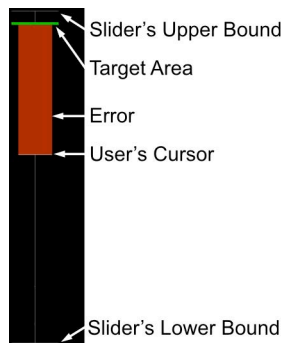 Slider's Upper Bound
Target Area
Error
User's Cursor
Slider's Lower Bound